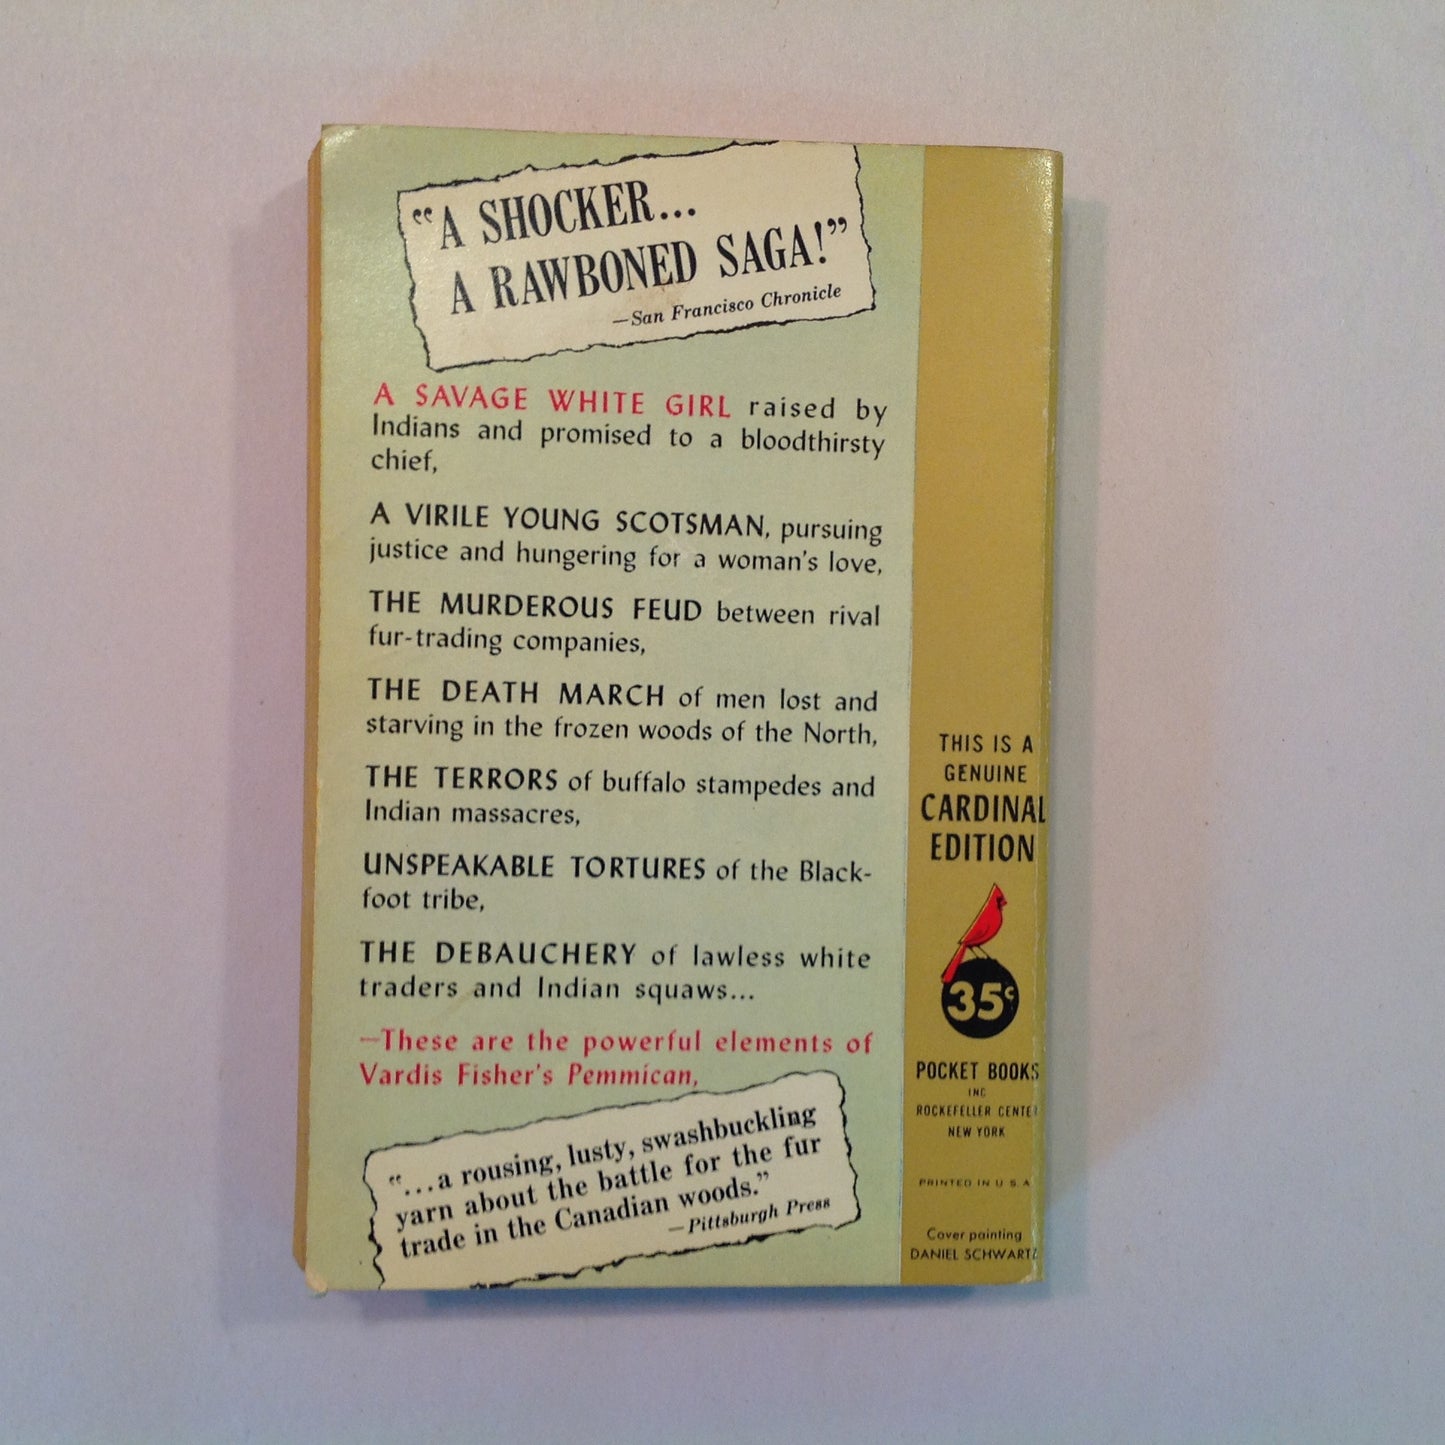 “A SHOCKER...
A RAWBONED SAGA!”
—San Francisco Chronicle
A SAVAGE WHITE GIRL raised by
Indians and promised to a bloodthirsty
chief,
A VIRILE YOUNG SCOTSMAN, pursuing
justice and hungering for a woman's love,
THE MURDEROUS FEUD between rival
fur-trading companies,
THE DEATH MARCH of men lost and
starving in the frozen woods of the North,
THE TERRORS of buffalo stampedes and
Indian massacres,
UNSPEAKABLE TORTURES of the Black-
foot tribe,
THE DEBAUCHERY of lawless white
traders and Indian squaws...
—These are the powerful elements of
Vardis Fisher's Pemmican,
“...a rousing, lusty, swashbuckling
yarn about the battle for the fur
trade in the Canadian woods.”
—Pittsburgh Press
THIS IS A
GENUINE
CARDINAL
EDITION
35¢
POCKET BOOKS
INC
ROCKEFELLER CENTER
NEW YORK
PRINTED IN U S A
Cover painting
DANIEL SCHWARTZ